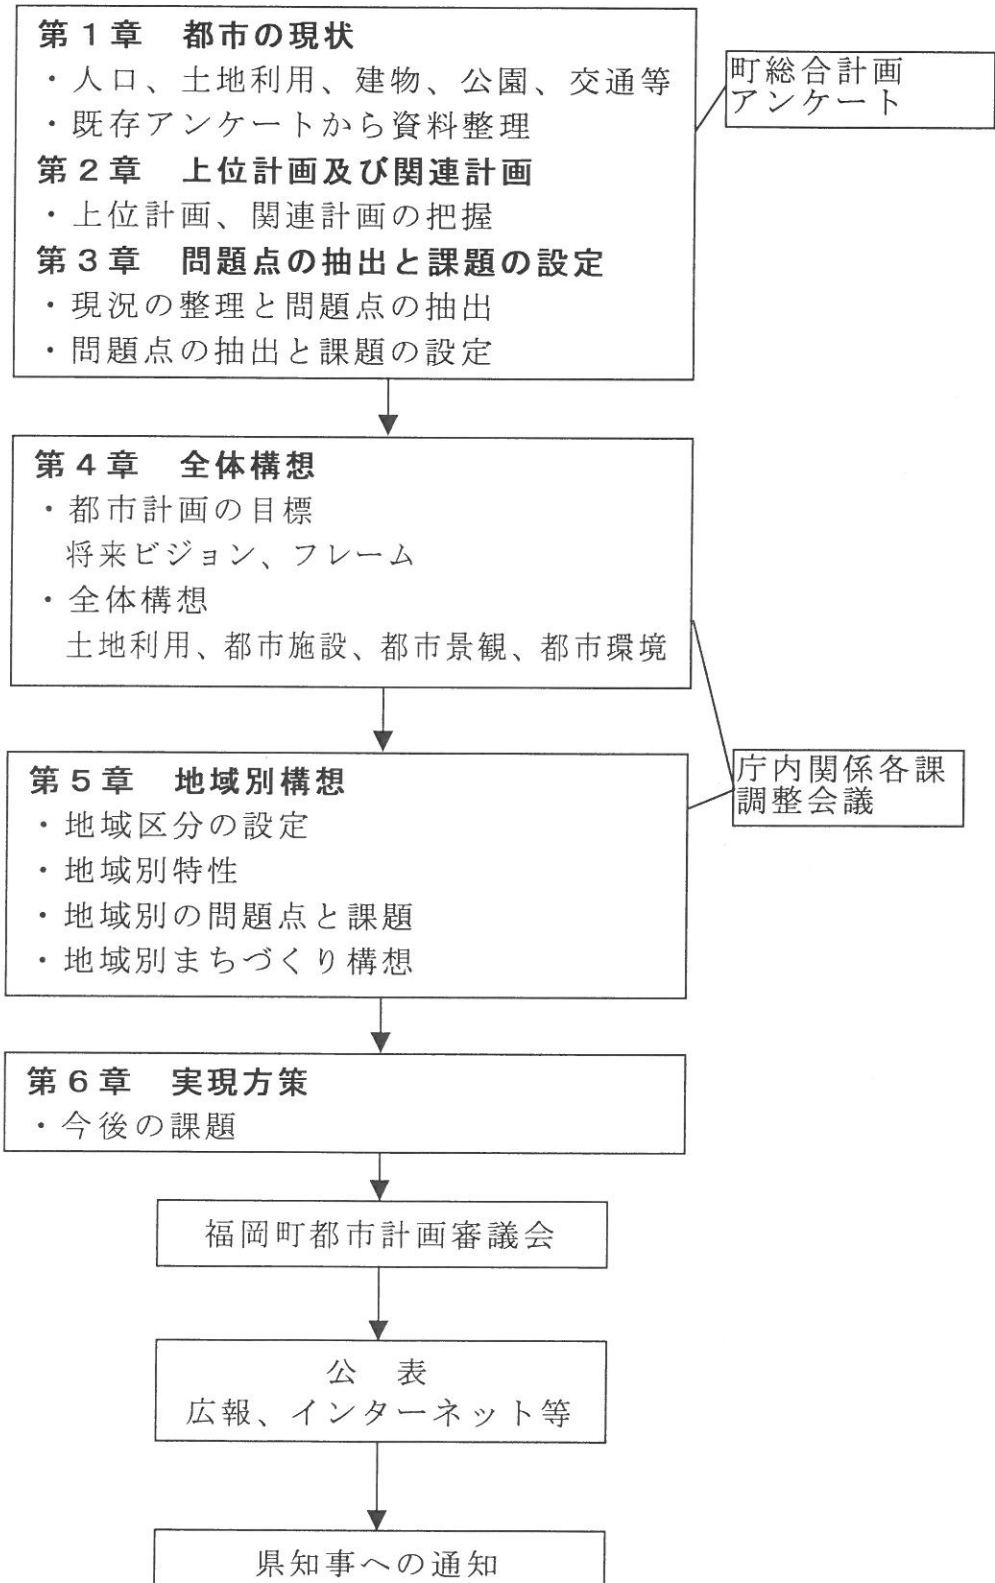 第１章　都市の現状
・人口、土地利用、建物、公園、交通等
・既存アンケートから資料整理
第２章　上位計画及び関連計画
・上位計画、関連計画の把握
第３章　問題点の抽出と課題の設定
・現況の整理と問題点の抽出
・問題点の抽出と課題の設定
町総合計画
アンケート
第４章　全体構想
・都市計画の目標
将来ビジョン、フレーム
・全体構想
土地利用、都市施設、都市景観、都市環境
第５章　地域別構想
・地域区分の設定
・地域別特性
・地域別の問題点と課題
・地域別まちづくり構想
庁内関係各課
調整会議
第６章　実現方策
・今後の課題
福岡町都市計画審議会
公　表
広報、インターネット等
県知事への通知